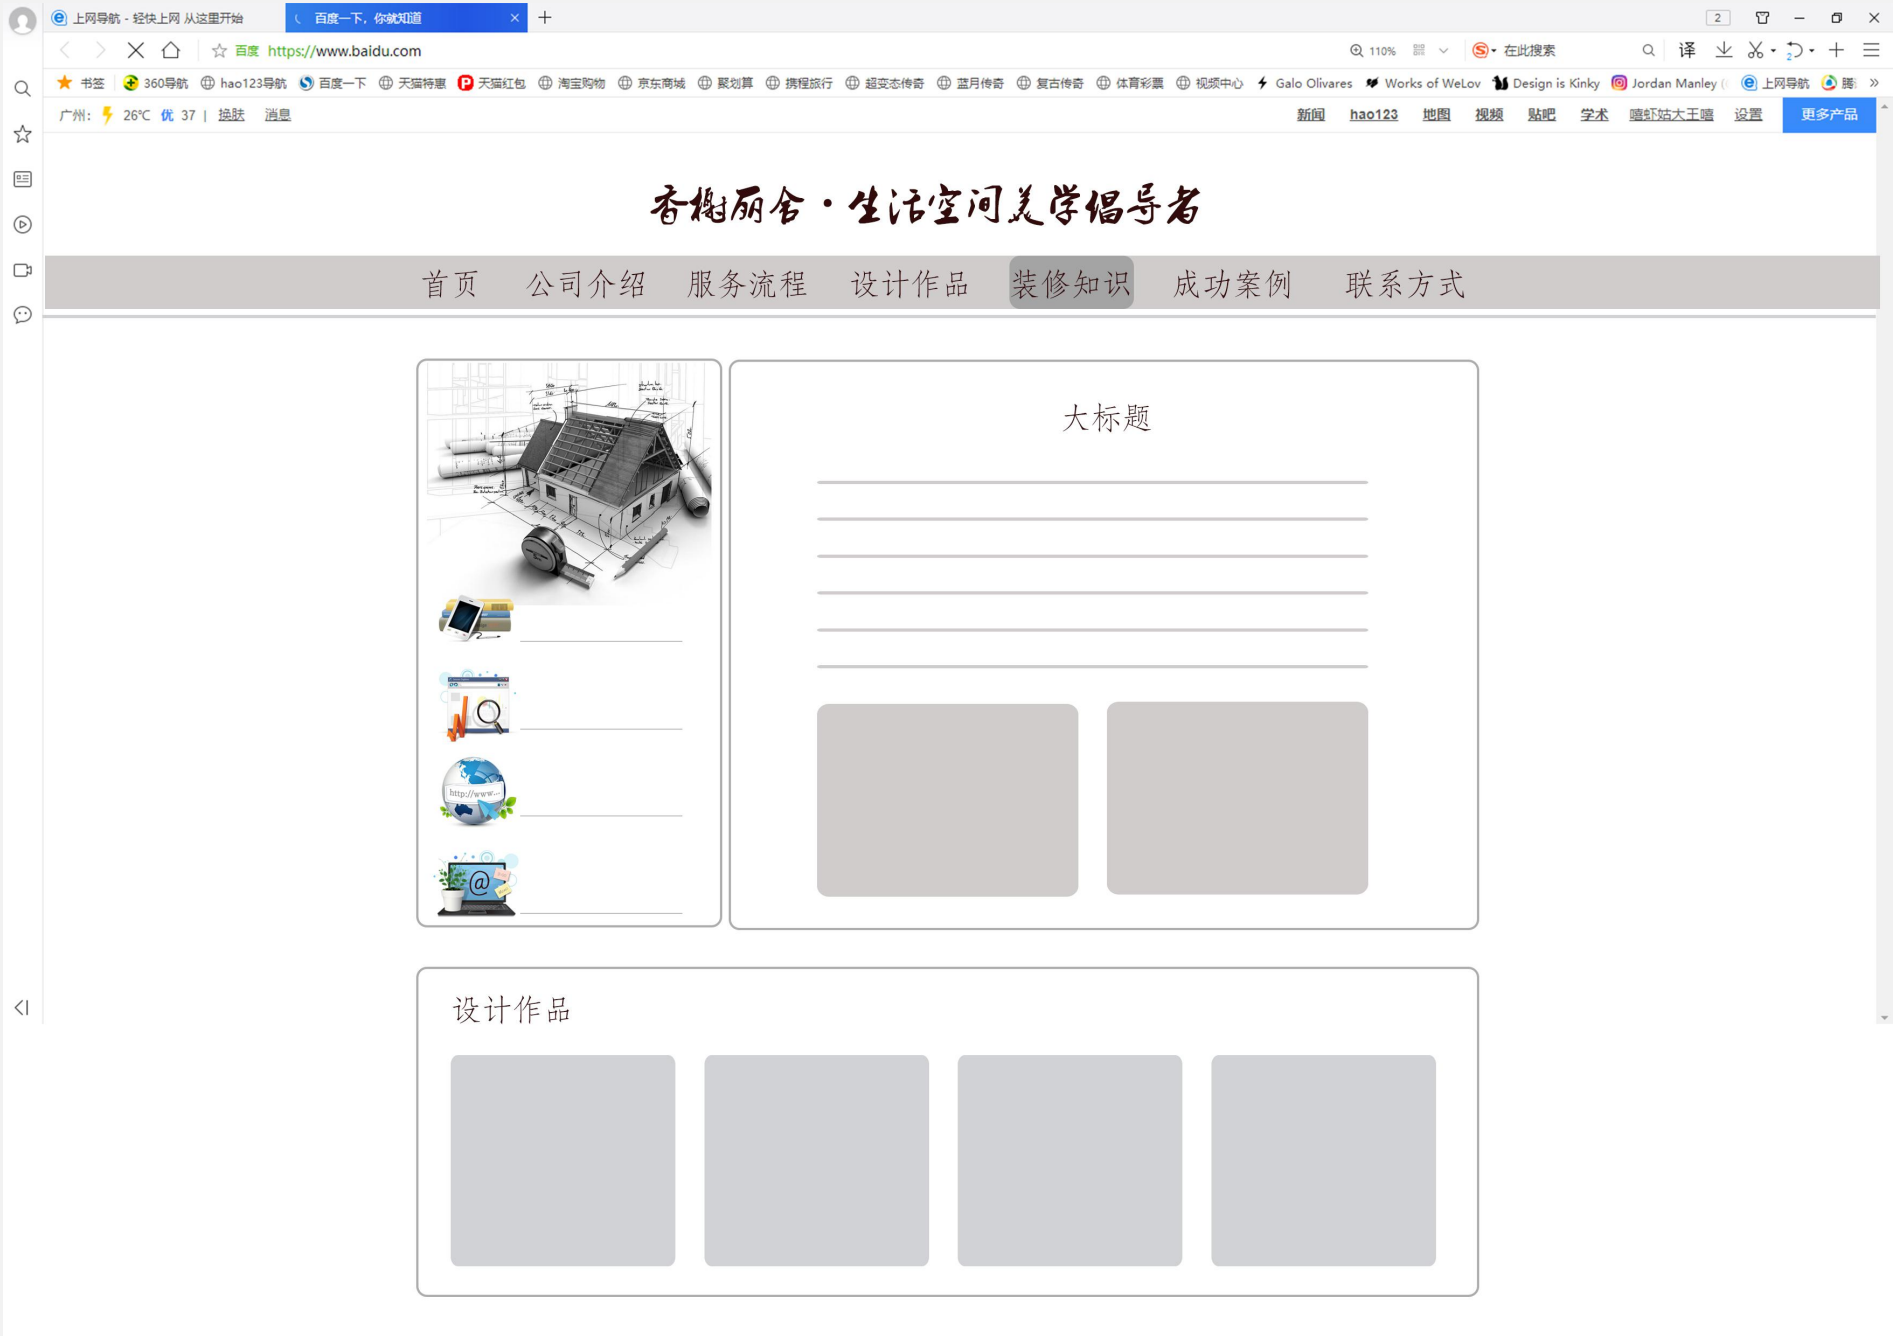 上网导航 - 轻快上网 从这里开始
百度一下，你就知道
2
百度 https://www.baidu.com
110%
在此搜索
译
书签 360导航 hao123导航 百度一下 天猫特惠 天猫红包 淘宝购物 京东商城 聚划算 携程旅行 超变态传奇 蓝月传奇 复古传奇 体育彩票 视频中心 Galo Olivares Works of WeLov Design is Kinky Jordan Manley ( 上网导航 腾
广州： 26℃ 优 37 | 换肤 消息
新闻 hao123 地图 视频 贴吧 学术 嘻虾姑大王嘻 设置 更多产品
香榭丽舍·生活空间美学倡导者
首页 公司介绍 服务流程 设计作品 装修知识 成功案例 联系方式
大标题
http://www...
@
设计作品